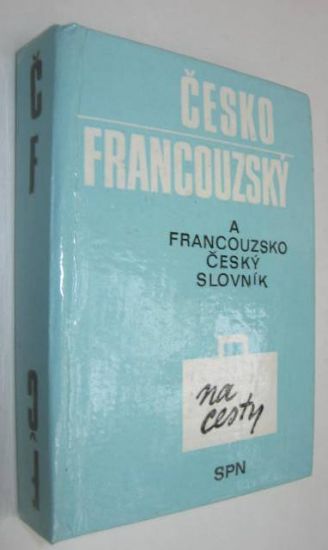 ČESKO
FRANCOUZSKÝ
A
FRANCOUZSKO
ČESKÝ
SLOVNÍK
na
cesty
SPN
Č
F
F
Č